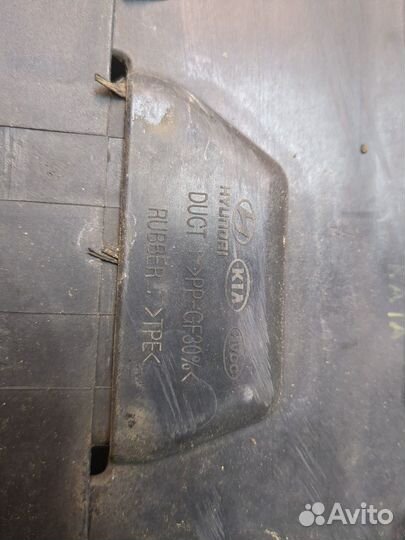 HYUNDAI KIA
DUCT : >PP+GF30%<
RUBBER : >TPE<
Avito